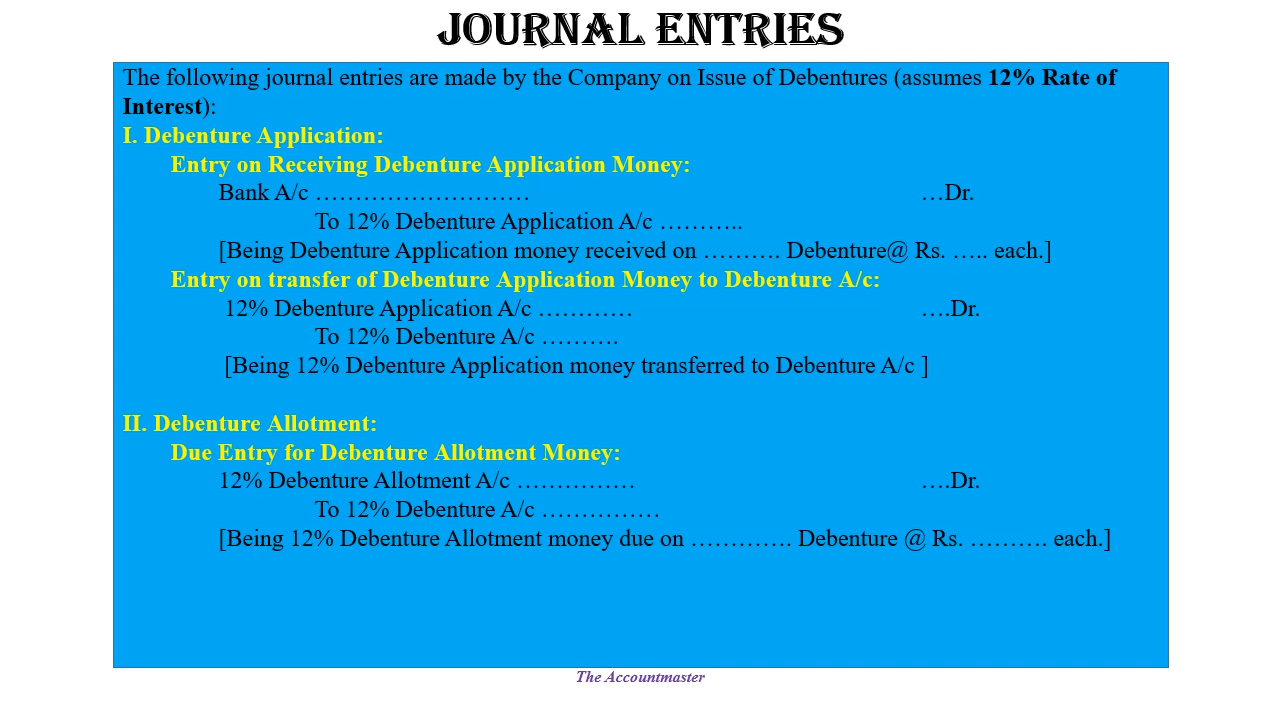 JOURNAL ENTRIES
The following journal entries are made by the Company on Issue of Debentures (assumes 12% Rate of
Interest):
I. Debenture Application:
Entry on Receiving Debenture Application Money:
Bank A/c ……………………… …Dr.
To 12% Debenture Application A/c ………..
[Being Debenture Application money received on ………. Debenture@ Rs. ….. each.]
Entry on transfer of Debenture Application Money to Debenture A/c:
12% Debenture Application A/c ………… ….Dr.
To 12% Debenture A/c ……….
[Being 12% Debenture Application money transferred to Debenture A/c ]
II. Debenture Allotment:
Due Entry for Debenture Allotment Money:
12% Debenture Allotment A/c …………… ….Dr.
To 12% Debenture A/c ……………
[Being 12% Debenture Allotment money due on …………. Debenture @ Rs. ………. each.]
The Accountmaster